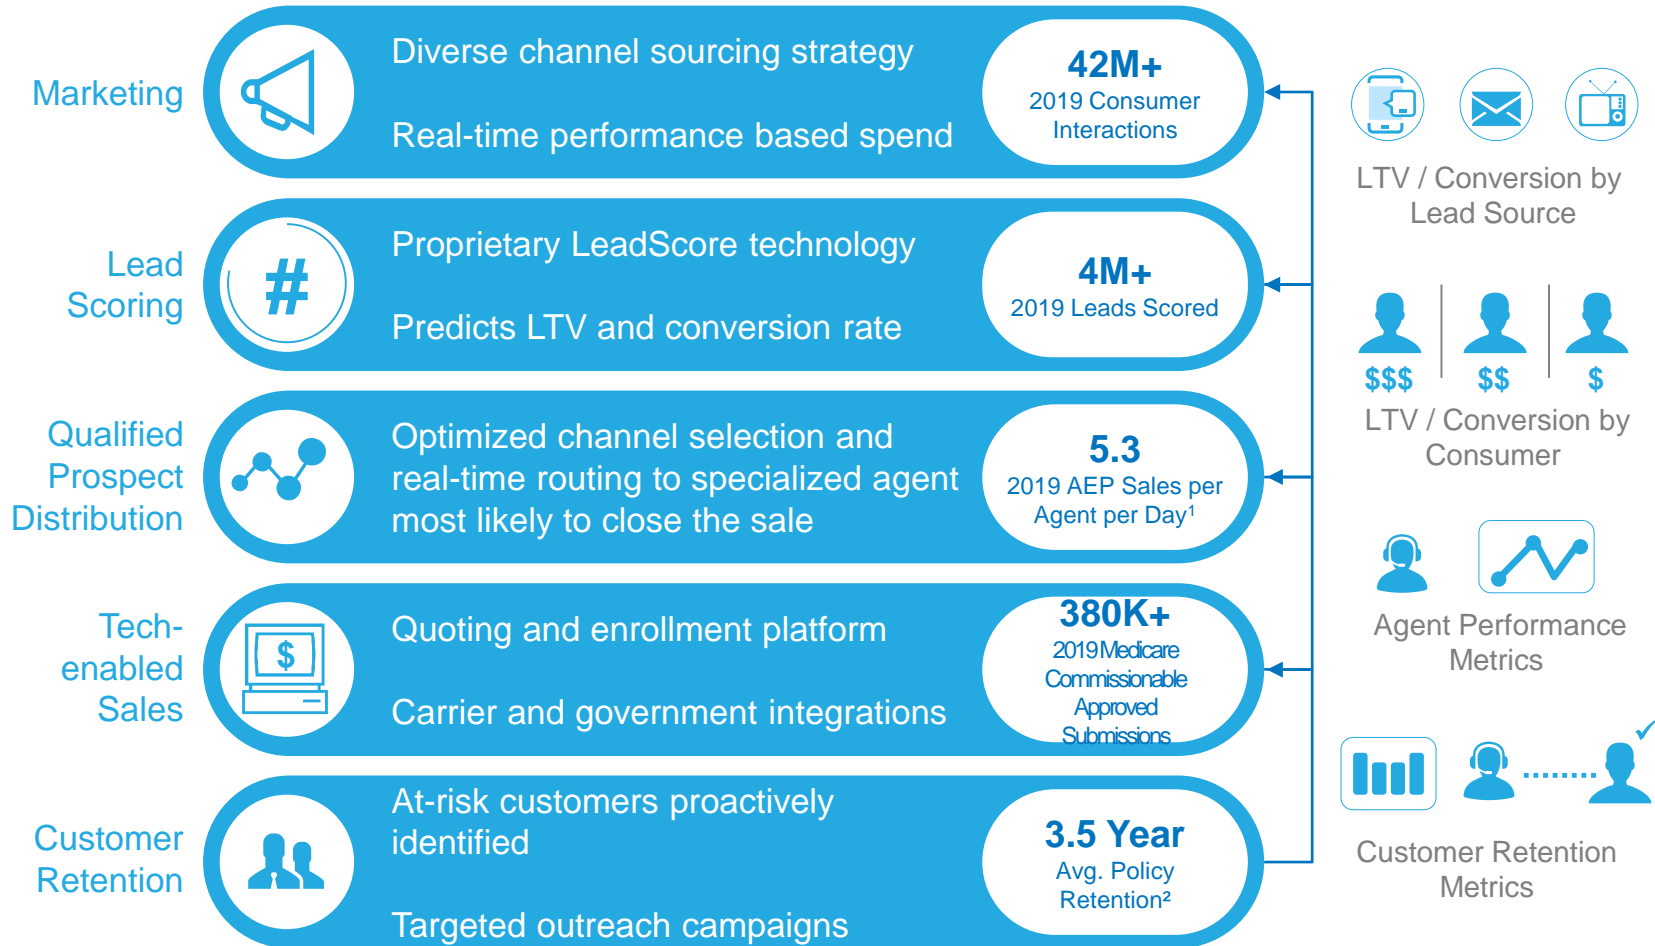 Marketing
Diverse channel sourcing strategy
Real-time performance based spend
42M+
2019 Consumer
Interactions
Lead
Scoring
#
Proprietary LeadScore technology
Predicts LTV and conversion rate
4M+
2019 Leads Scored
Qualified
Prospect
Distribution
Optimized channel selection and
real-time routing to specialized agent
most likely to close the sale
5.3
2019 AEP Sales per
Agent per Day¹
Tech-
enabled
Sales
$
Quoting and enrollment platform
Carrier and government integrations
380K+
2019 Medicare
Commissionable
Approved
Submissions
Customer
Retention
At-risk customers proactively
identified
Targeted outreach campaigns
3.5 Year
Avg. Policy
Retention²
LTV / Conversion by
Lead Source
$$$ $$ $
LTV / Conversion by
Consumer
Agent Performance
Metrics
Customer Retention
Metrics